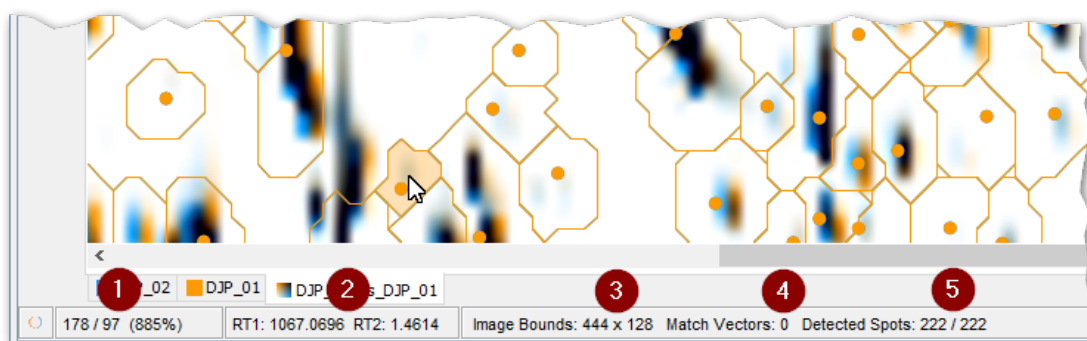 <
1 P_02 DJP_01 DJP_ 2 s_DJP_01 3 4 5
178 / 97 (885%) RT1: 1067.0696 RT2: 1.4614 Image Bounds: 444 x 128 Match Vectors: 0 Detected Spots: 222 / 222